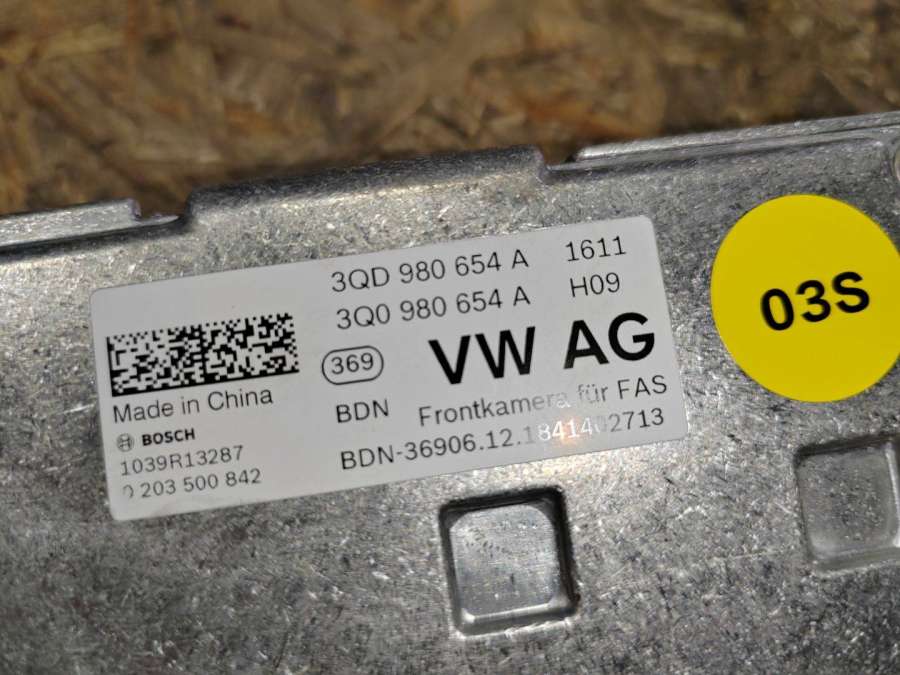 3QD 980 654 A 1611
3Q0 980 654 A H09
369 VW AG
Made in China BDN Frontkamera für FAS
BOSCH BDN-36906.12.1841402713
1039R13287
0 203 500 842
03S